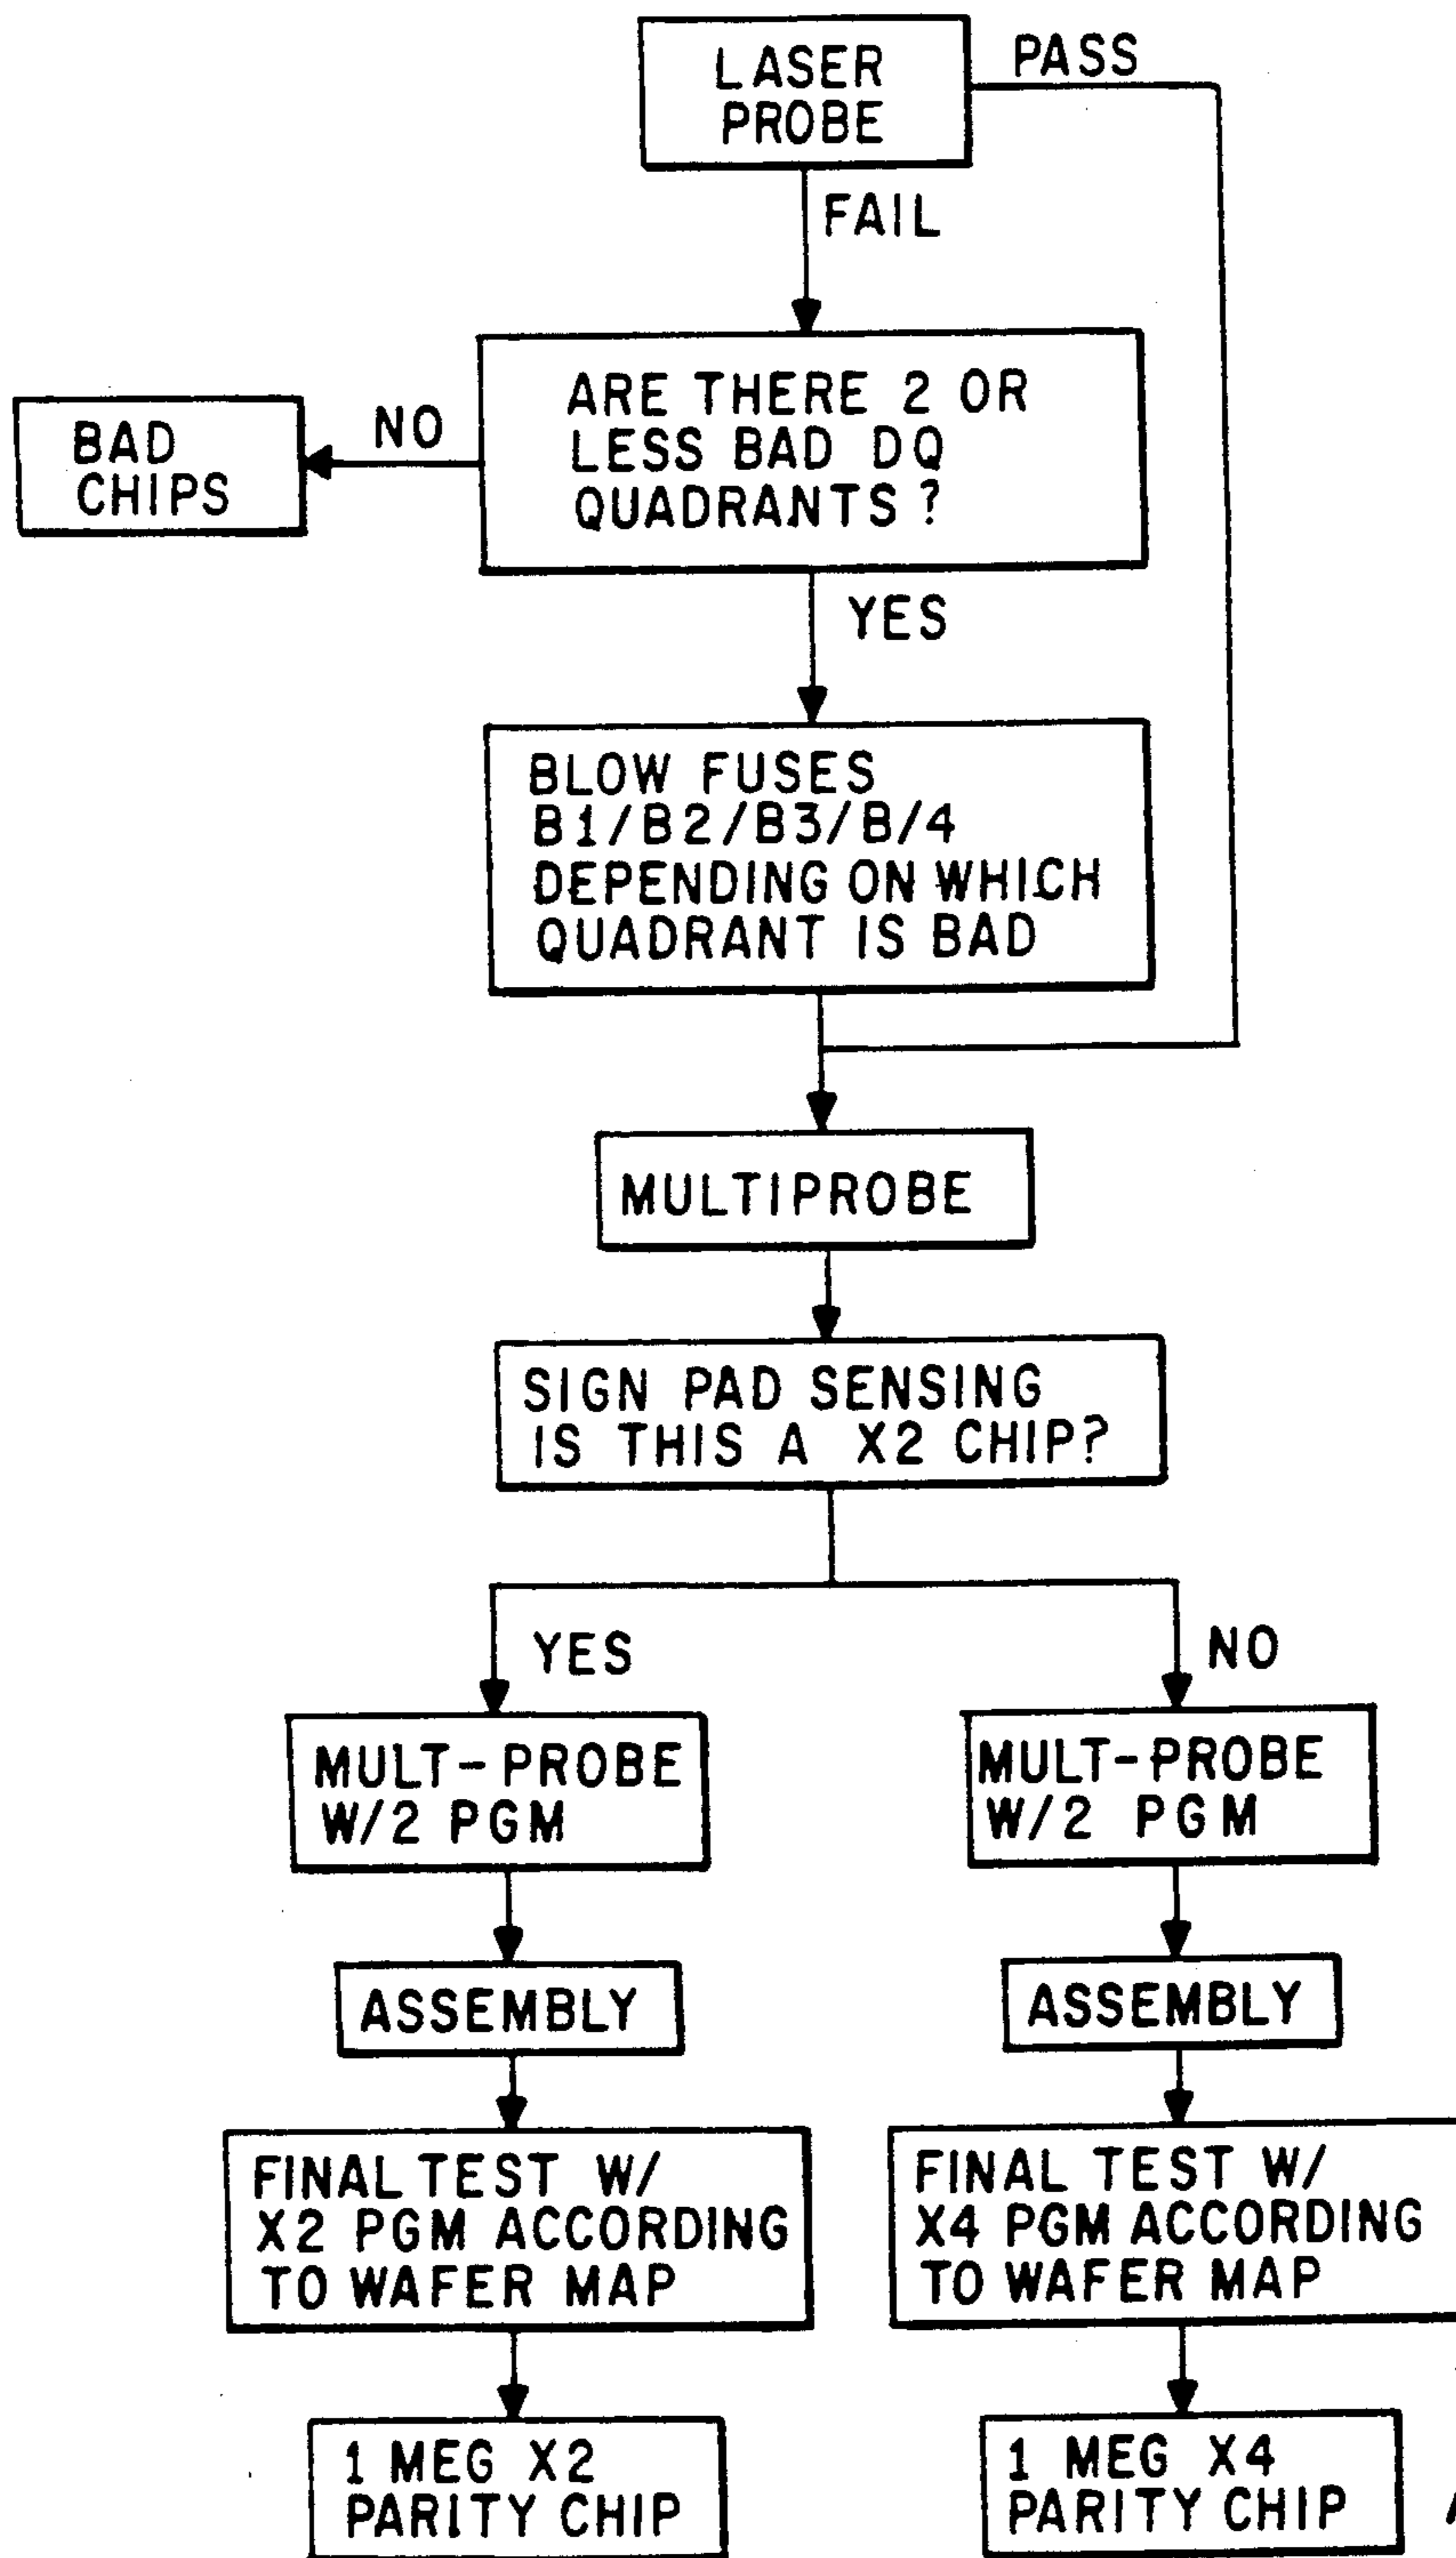 LASER
PROBE
PASS
FAIL
ARE THERE 2 OR
LESS BAD DQ
QUADRANTS ?
NO
BAD
CHIPS
YES
BLOW FUSES
B1/B2/B3/B/4
DEPENDING ON WHICH
QUADRANT IS BAD
MULTIPROBE
SIGN PAD SENSING
IS THIS A X2 CHIP?
YES
NO
MULT-PROBE
W/2 PGM
MULT-PROBE
W/2 PGM
ASSEMBLY
ASSEMBLY
FINAL TEST W/
X2 PGM ACCORDING
TO WAFER MAP
FINAL TEST W/
X4 PGM ACCORDING
TO WAFER MAP
1 MEG X2
PARITY CHIP
1 MEG X4
PARITY CHIP